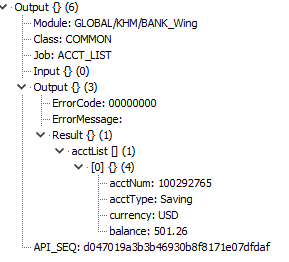 Output {} (6)
Module: GLOBAL/KHM/BANK_Wing
Class: COMMON
Job: ACCT_LIST
Input {} (0)
Output {} (3)
ErrorCode: 00000000
ErrorMessage:
Result {} (1)
acctList [] (1)
[0] {} (4)
acctNum: 100292765
acctType: Saving
currency: USD
balance: 501.26
API_SEQ: d047019a3b3b46930b8f8171e07dfdaf